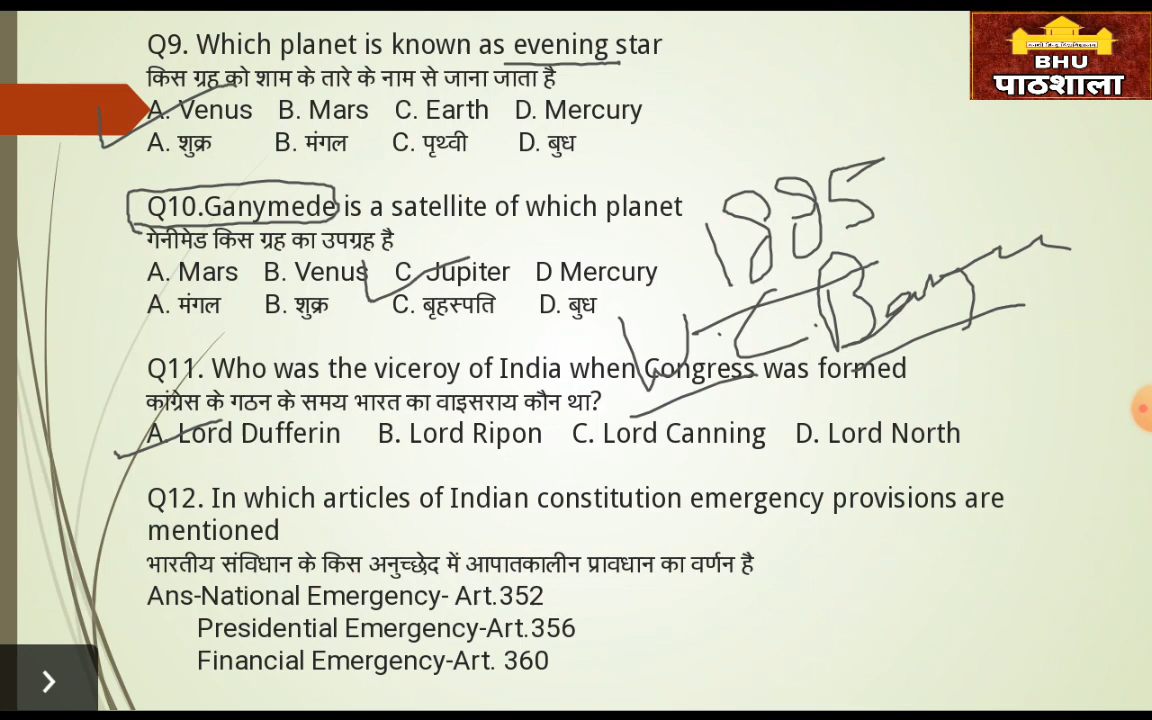 BHU
पाठशाला
Q9. Which planet is known as evening star
किस ग्रह को शाम के तारे के नाम से जाना जाता है
A. Venus B. Mars C. Earth D. Mercury
A. शुक्र B. मंगल C. पृथ्वी D. बुध
Q10.Ganymede is a satellite of which planet
गेनीमेड किस ग्रह का उपग्रह है
A. Mars B. Venus C. Jupiter D Mercury
A. मंगल B. शुक्र C. बृहस्पति D. बुध
1885
W.C.
Q11. Who was the viceroy of India when Congress was formed
कांग्रेस के गठन के समय भारत का वाइसराय कौन था?
A. Lord Dufferin B. Lord Ripon C. Lord Canning D. Lord North
Q12. In which articles of Indian constitution emergency provisions are
mentioned
भारतीय संविधान के किस अनुच्छेद में आपातकालीन प्रावधान का वर्णन है
Ans-National Emergency- Art.352
Presidential Emergency-Art.356
Financial Emergency-Art. 360